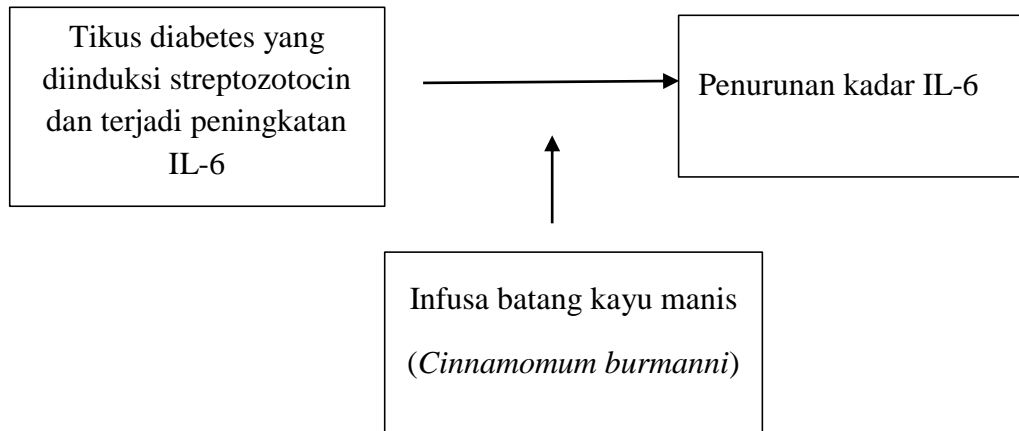 Tikus diabetes yang
diinduksi streptozotocin
dan terjadi peningkatan
IL-6
Penurunan kadar IL-6
Infusa batang kayu manis
(Cinnamomum burmanni)